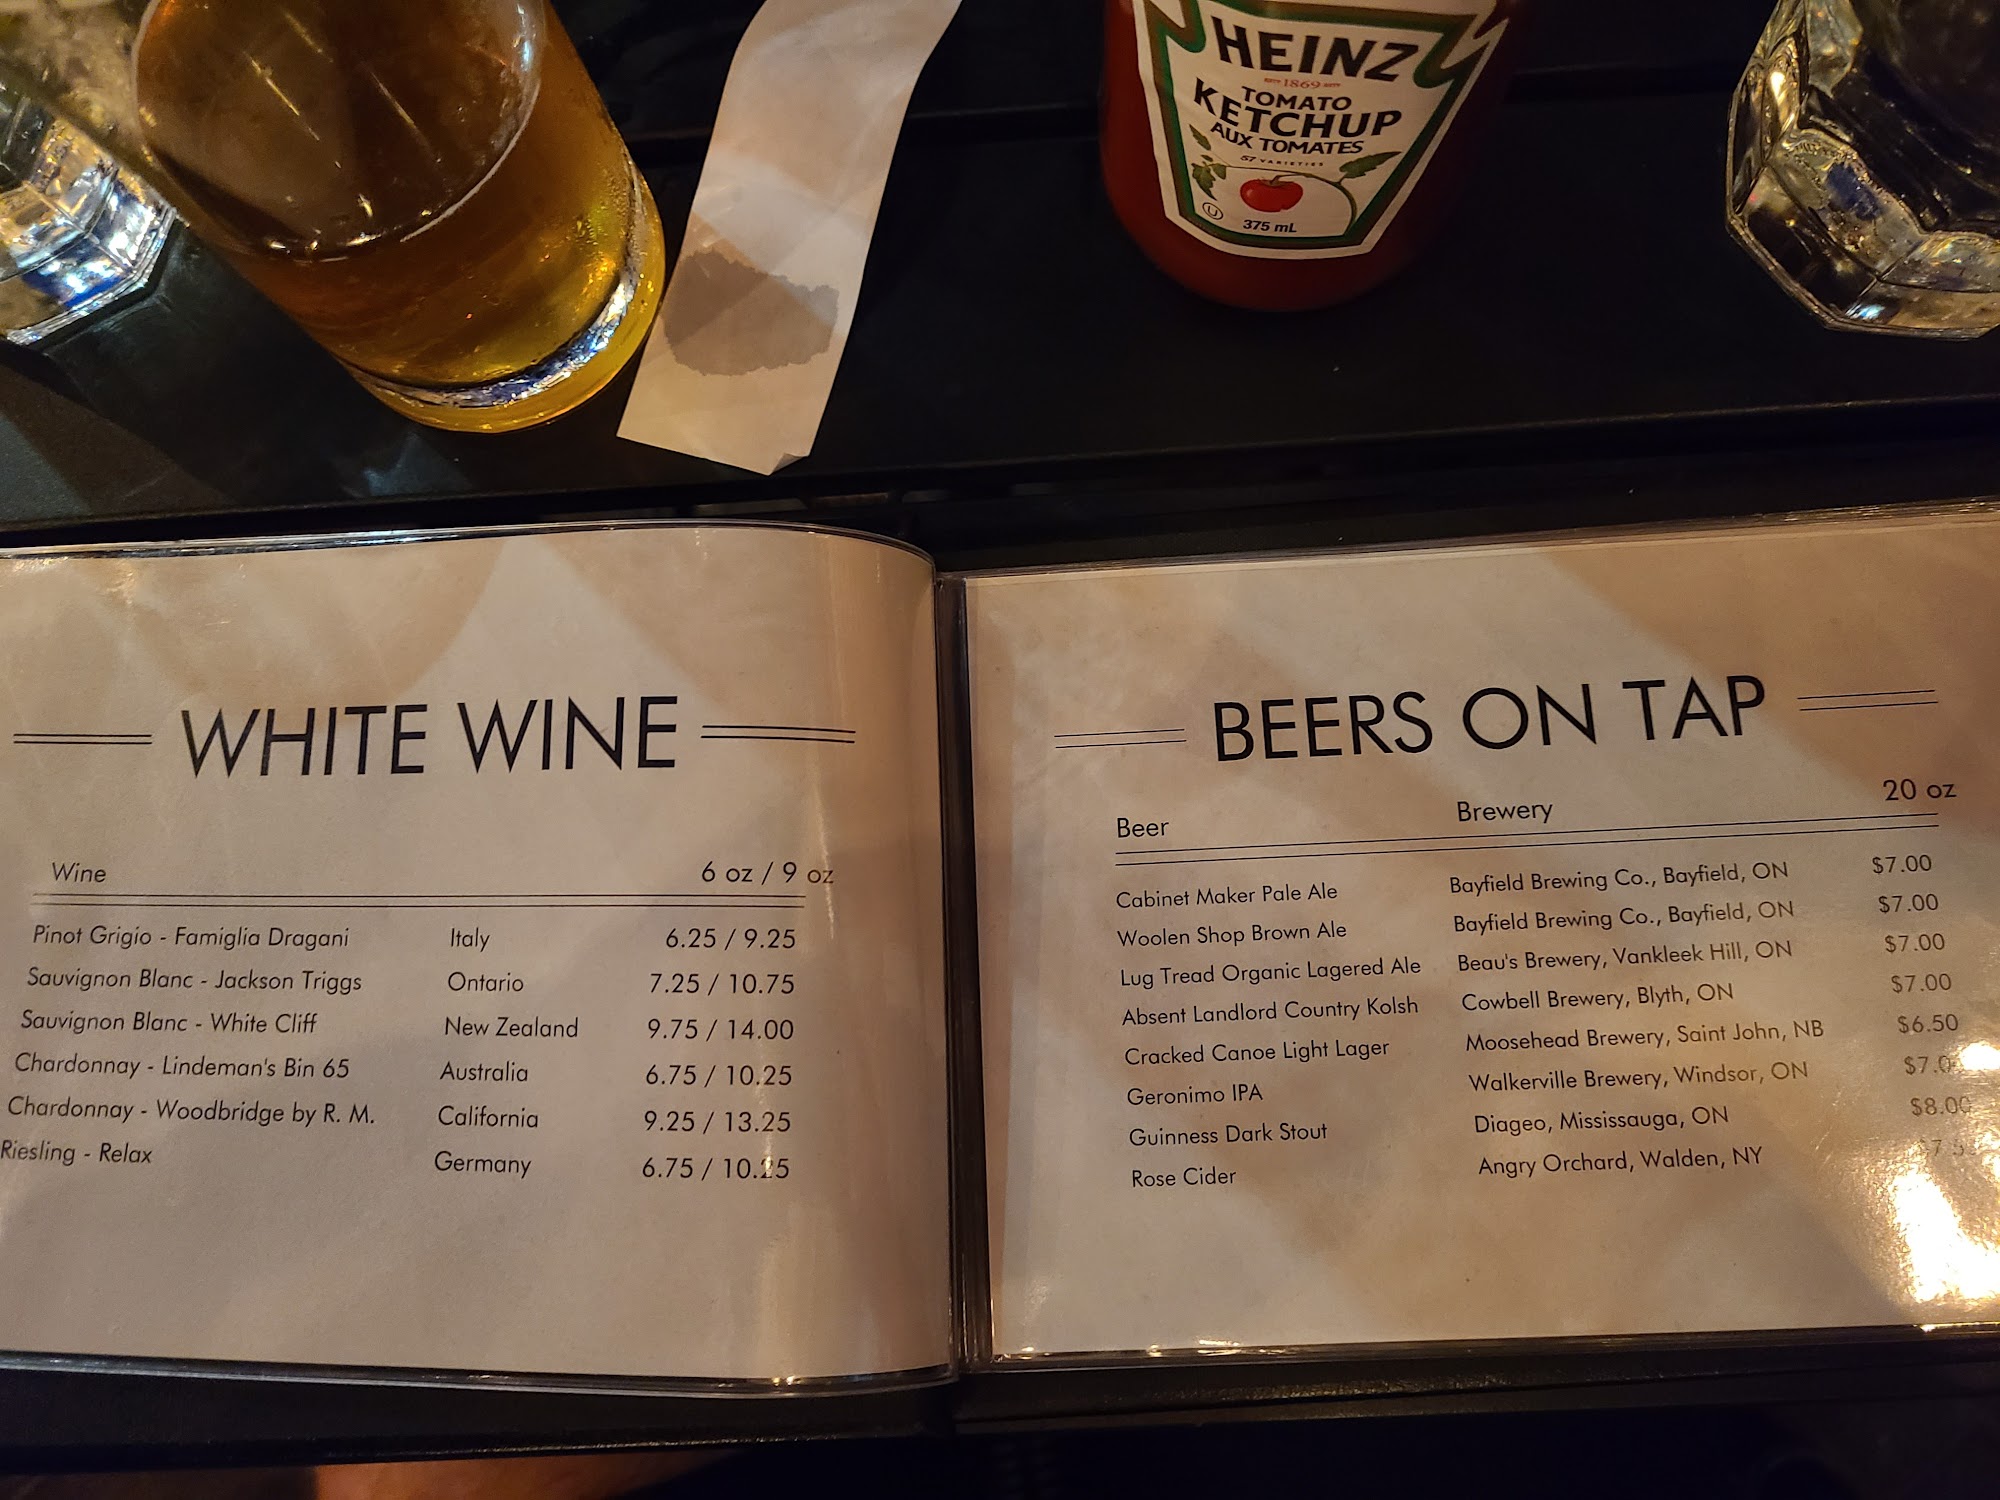 HEINZ
ESTD 1869 ESTD
TOMATO
KETCHUP
AUX TOMATES
57 VARIETIES
U
375 mL
WHITE WINE
Wine 6 oz / 9 oz
Pinot Grigio - Famiglia Dragani Italy 6.25 / 9.25
Sauvignon Blanc - Jackson Triggs Ontario 7.25 / 10.75
Sauvignon Blanc - White Cliff New Zealand 9.75 / 14.00
Chardonnay - Lindeman's Bin 65 Australia 6.75 / 10.25
Chardonnay - Woodbridge by R. M. California 9.25 / 13.25
Riesling - Relax Germany 6.75 / 10.25
BEERS ON TAP
Beer Brewery 20 oz
Cabinet Maker Pale Ale Bayfield Brewing Co., Bayfield, ON $7.00
Woolen Shop Brown Ale Bayfield Brewing Co., Bayfield, ON $7.00
Lug Tread Organic Lagered Ale Beau's Brewery, Vankleek Hill, ON $7.00
Absent Landlord Country Kolsh Cowbell Brewery, Blyth, ON $7.00
Cracked Canoe Light Lager Moosehead Brewery, Saint John, NB $6.50
Geronimo IPA Walkerville Brewery, Windsor, ON $7.00
Guinness Dark Stout Diageo, Mississauga, ON $8.00
Rose Cider Angry Orchard, Walden, NY